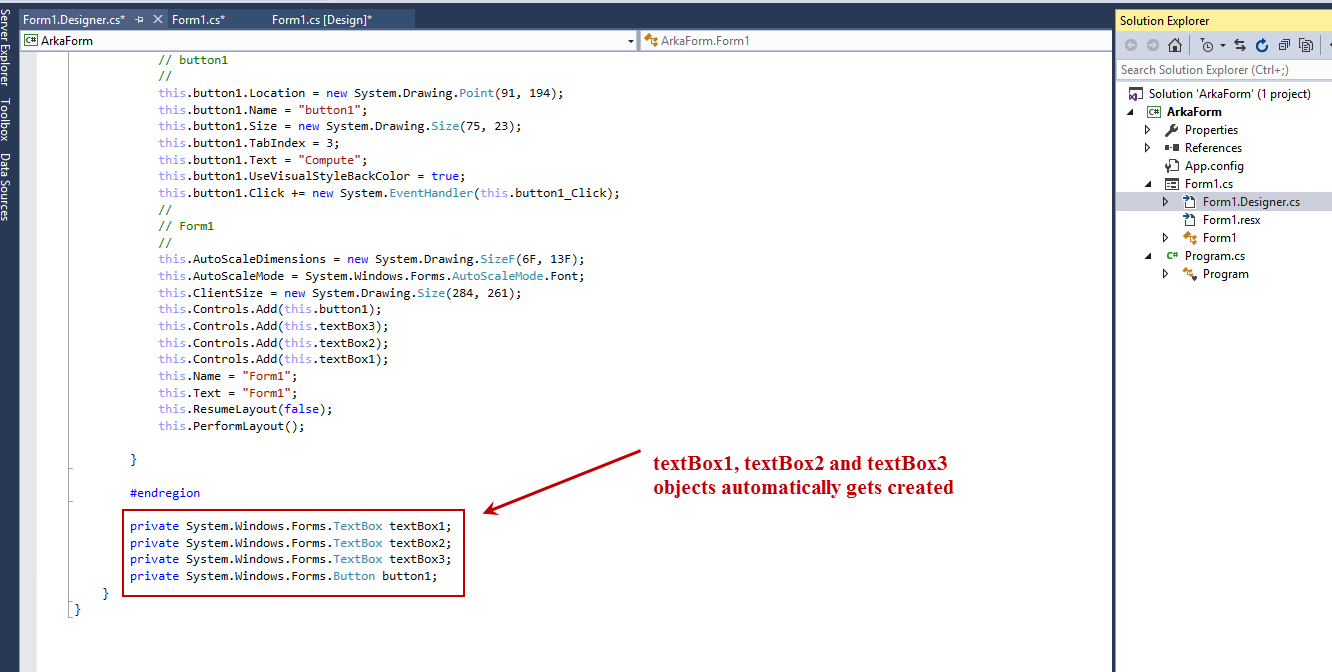 Form1.Designer.cs*
Form1.cs*
Form1.cs [Design]*
Server Explorer
Toolbox
Data Sources
ArkaForm
ArkaForm.Form1
// button1
//
this.button1.Location = new System.Drawing.Point(91, 194);
this.button1.Name = "button1";
this.button1.Size = new System.Drawing.Size(75, 23);
this.button1.TabIndex = 3;
this.button1.Text = "Compute";
this.button1.UseVisualStyleBackColor = true;
this.button1.Click += new System.EventHandler(this.button1_Click);
//
// Form1
//
this.AutoScaleDimensions = new System.Drawing.SizeF(6F, 13F);
this.AutoScaleMode = System.Windows.Forms.AutoScaleMode.Font;
this.ClientSize = new System.Drawing.Size(284, 261);
this.Controls.Add(this.button1);
this.Controls.Add(this.textBox3);
this.Controls.Add(this.textBox2);
this.Controls.Add(this.textBox1);
this.Name = "Form1";
this.Text = "Form1";
this.ResumeLayout(false);
this.PerformLayout();
}
#endregion
private System.Windows.Forms.TextBox textBox1;
private System.Windows.Forms.TextBox textBox2;
private System.Windows.Forms.TextBox textBox3;
private System.Windows.Forms.Button button1;
}
}
textBox1, textBox2 and textBox3
objects automatically gets created
Solution Explorer
Search Solution Explorer (Ctrl+;)
Solution 'ArkaForm' (1 project)
C# ArkaForm
Properties
References
App.config
Form1.cs
Form1.Designer.cs
Form1.resx
Form1
C# Program.cs
Program